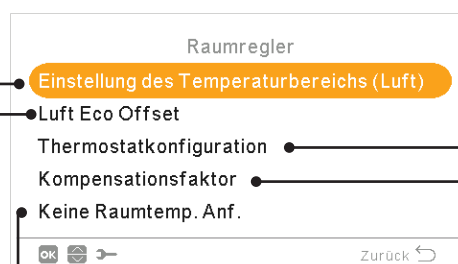 Raumregler
Einstellung des Temperaturbereichs (Luft)
Luft Eco Offset
Thermostatkonfiguration
Kompensationsfaktor
Keine Raumtemp. Anf.
OK Zurück